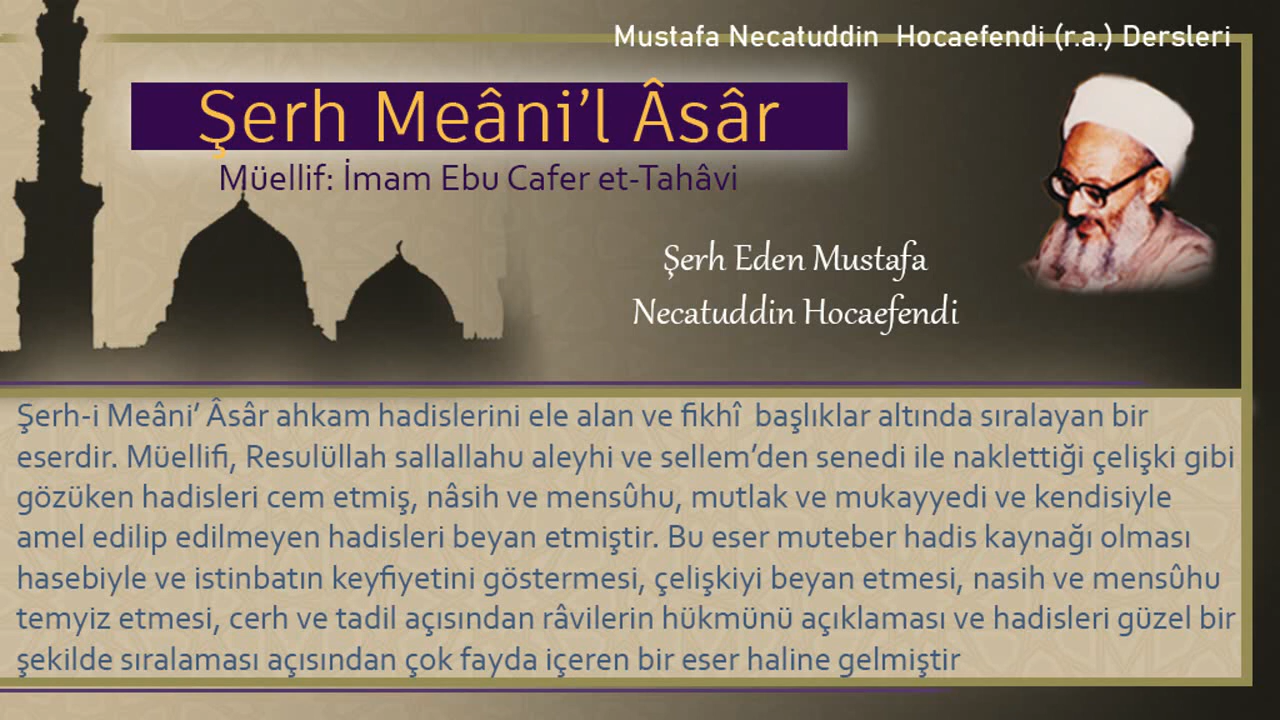 Mustafa Necatuddin Hocaefendi (r.a.) Dersleri
Şerh Meâni’l Âsâr
Müellif: İmam Ebu Cafer et-Tahâvi
Şerh Eden Mustafa
Necatuddin Hocaefendi
Şerh-i Meâni’ Âsâr ahkam hadislerini ele alan ve fikhî başlıklar altında sıralayan bir
eserdir. Müellifi, Resulüllah sallallahu aleyhi ve sellem’den senedi ile naklettiği çelişki gibi
gözüken hadisleri cem etmiş, nâsih ve mensûhu, mutlak ve mukayyedi ve kendisiyle
amel edilip edilmeyen hadisleri beyan etmiştir. Bu eser muteber hadis kaynağı olması
hasebiyle ve istinbatın keyfiyetini göstermesi, çelişkiyi beyan etmesi, nasih ve mensûhu
temyiz etmesi, cerh ve tadil açısından râvilerin hükmünü açıklaması ve hadisleri güzel bir
şekilde sıralaması açısından çok fayda içeren bir eser haline gelmiştir